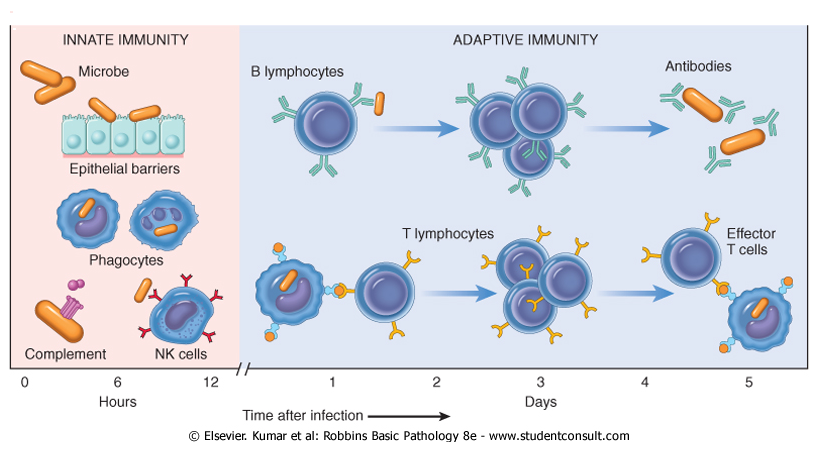 INNATE IMMUNITY
Microbe
Epithelial barriers
Phagocytes
Complement
NK cells
ADAPTIVE IMMUNITY
B lymphocytes
Antibodies
T lymphocytes
Effector
T cells
0 6 12
Hours
1 2 3 4 5
Days
Time after infection
© Elsevier. Kumar et al: Robbins Basic Pathology 8e - www.studentconsult.com